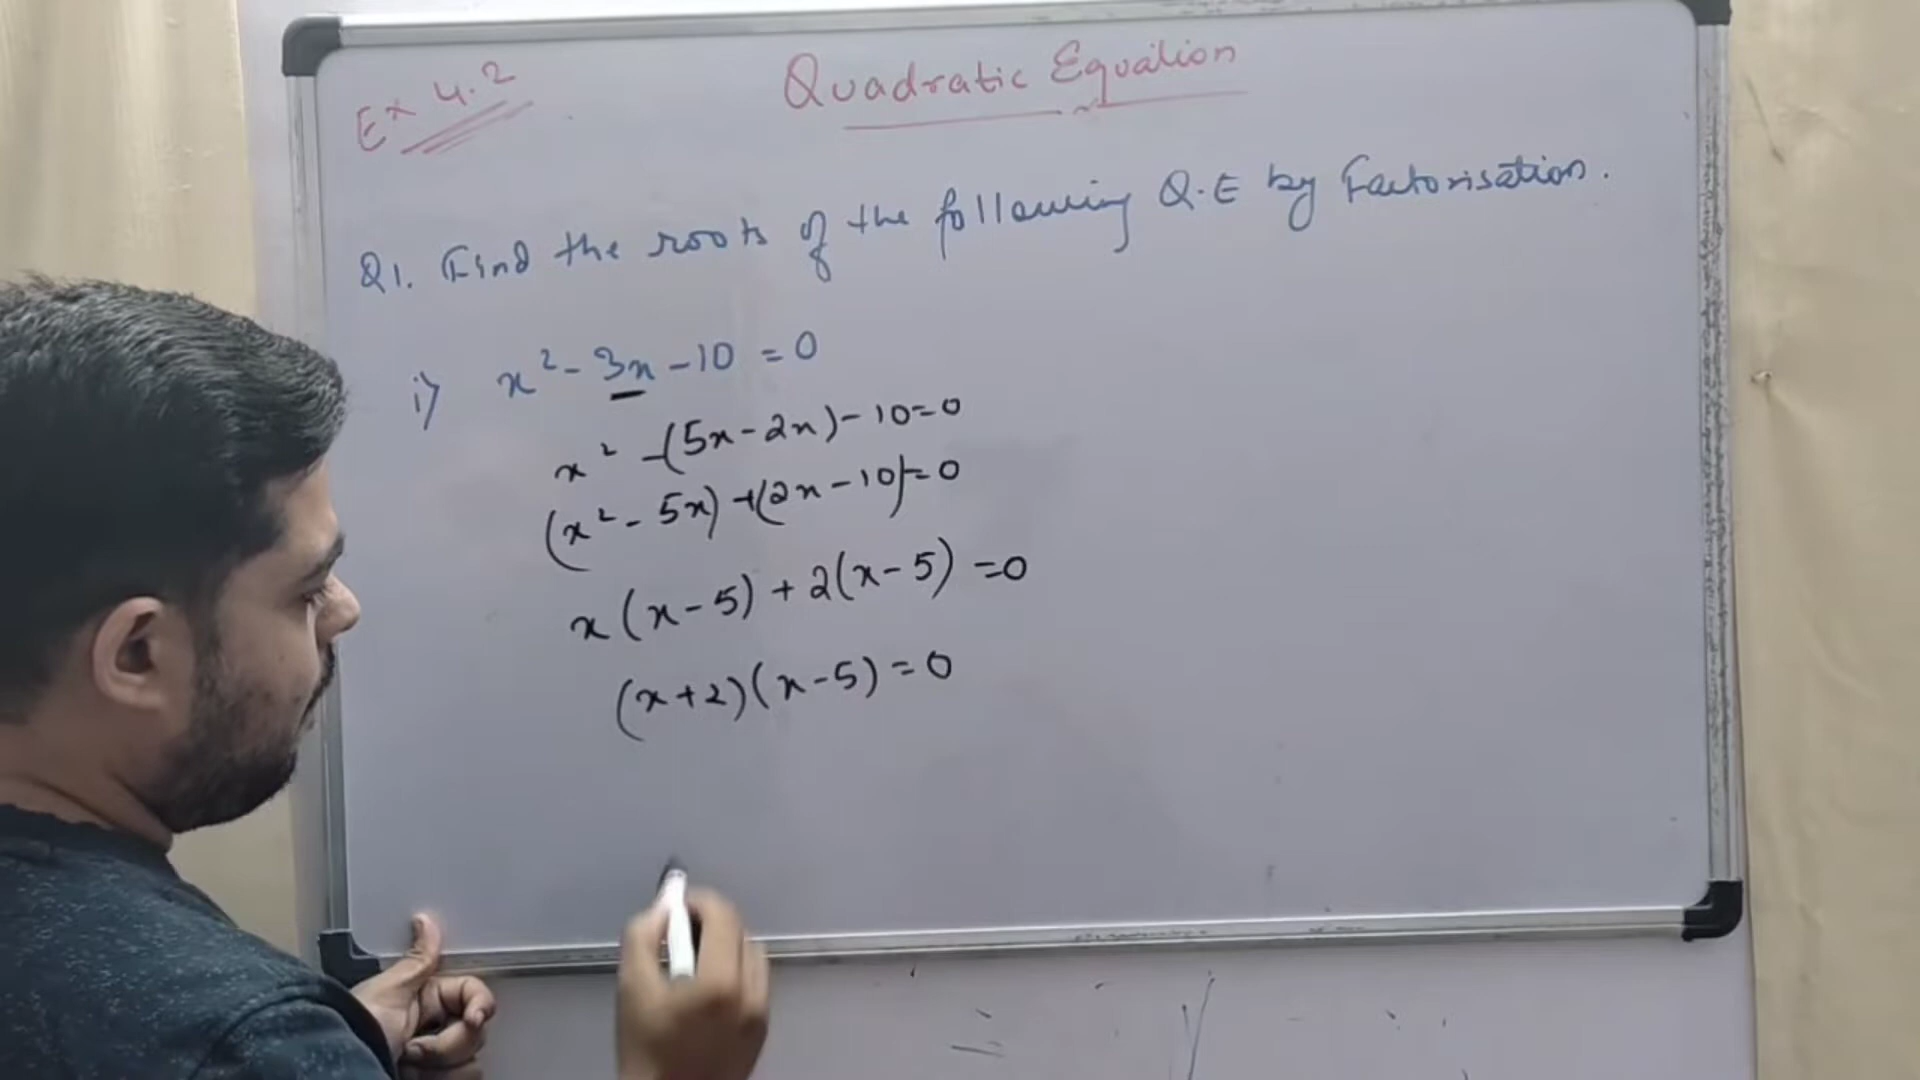 Ex 4.2
Quadratic Equation
Q1. Find the roots of the following Q.E by Factorisation.
i) x² - 3x - 10 = 0
x² - (5x - 2x) - 10 = 0
(x² - 5x) + (2x - 10) = 0
x (x - 5) + 2 (x - 5) = 0
(x + 2) (x - 5) = 0